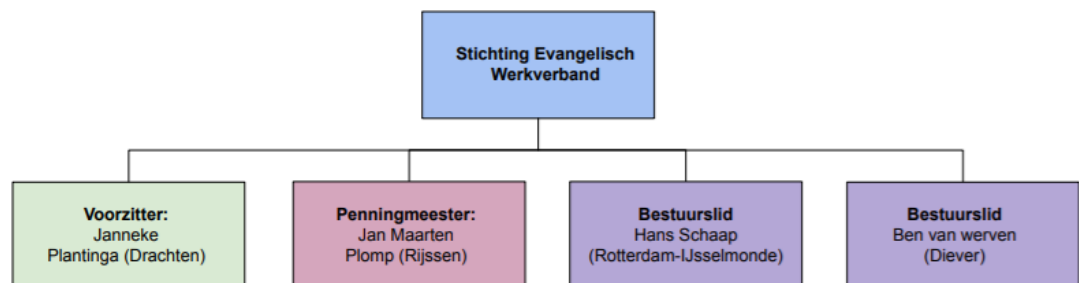 Stichting Evangelisch
Werkverband
Voorzitter:
Janneke
Plantinga (Drachten)
Penningmeester:
Jan Maarten
Plomp (Rijssen)
Bestuurslid
Hans Schaap
(Rotterdam-IJsselmonde)
Bestuurslid
Ben van werven
(Diever)